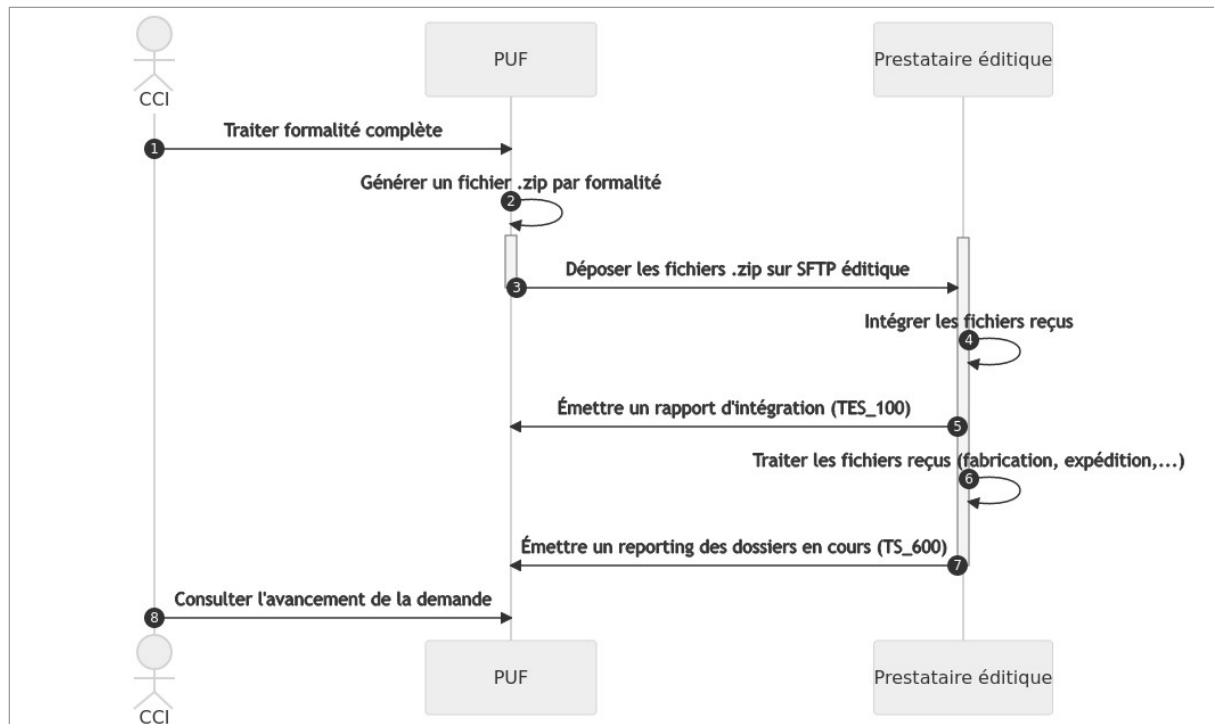 PUF
Prestataire éditique
CCI
Traiter formalité complète
1
Générer un fichier .zip par formalité
2
Déposer les fichiers .zip sur SFTP éditique
3
Intégrer les fichiers reçus
4
Émettre un rapport d'intégration (TES_100)
5
Traiter les fichiers reçus (fabrication, expédition,...)
6
Émettre un reporting des dossiers en cours (TS_600)
7
Consulter l'avancement de la demande
8
PUF
Prestataire éditique
CCI